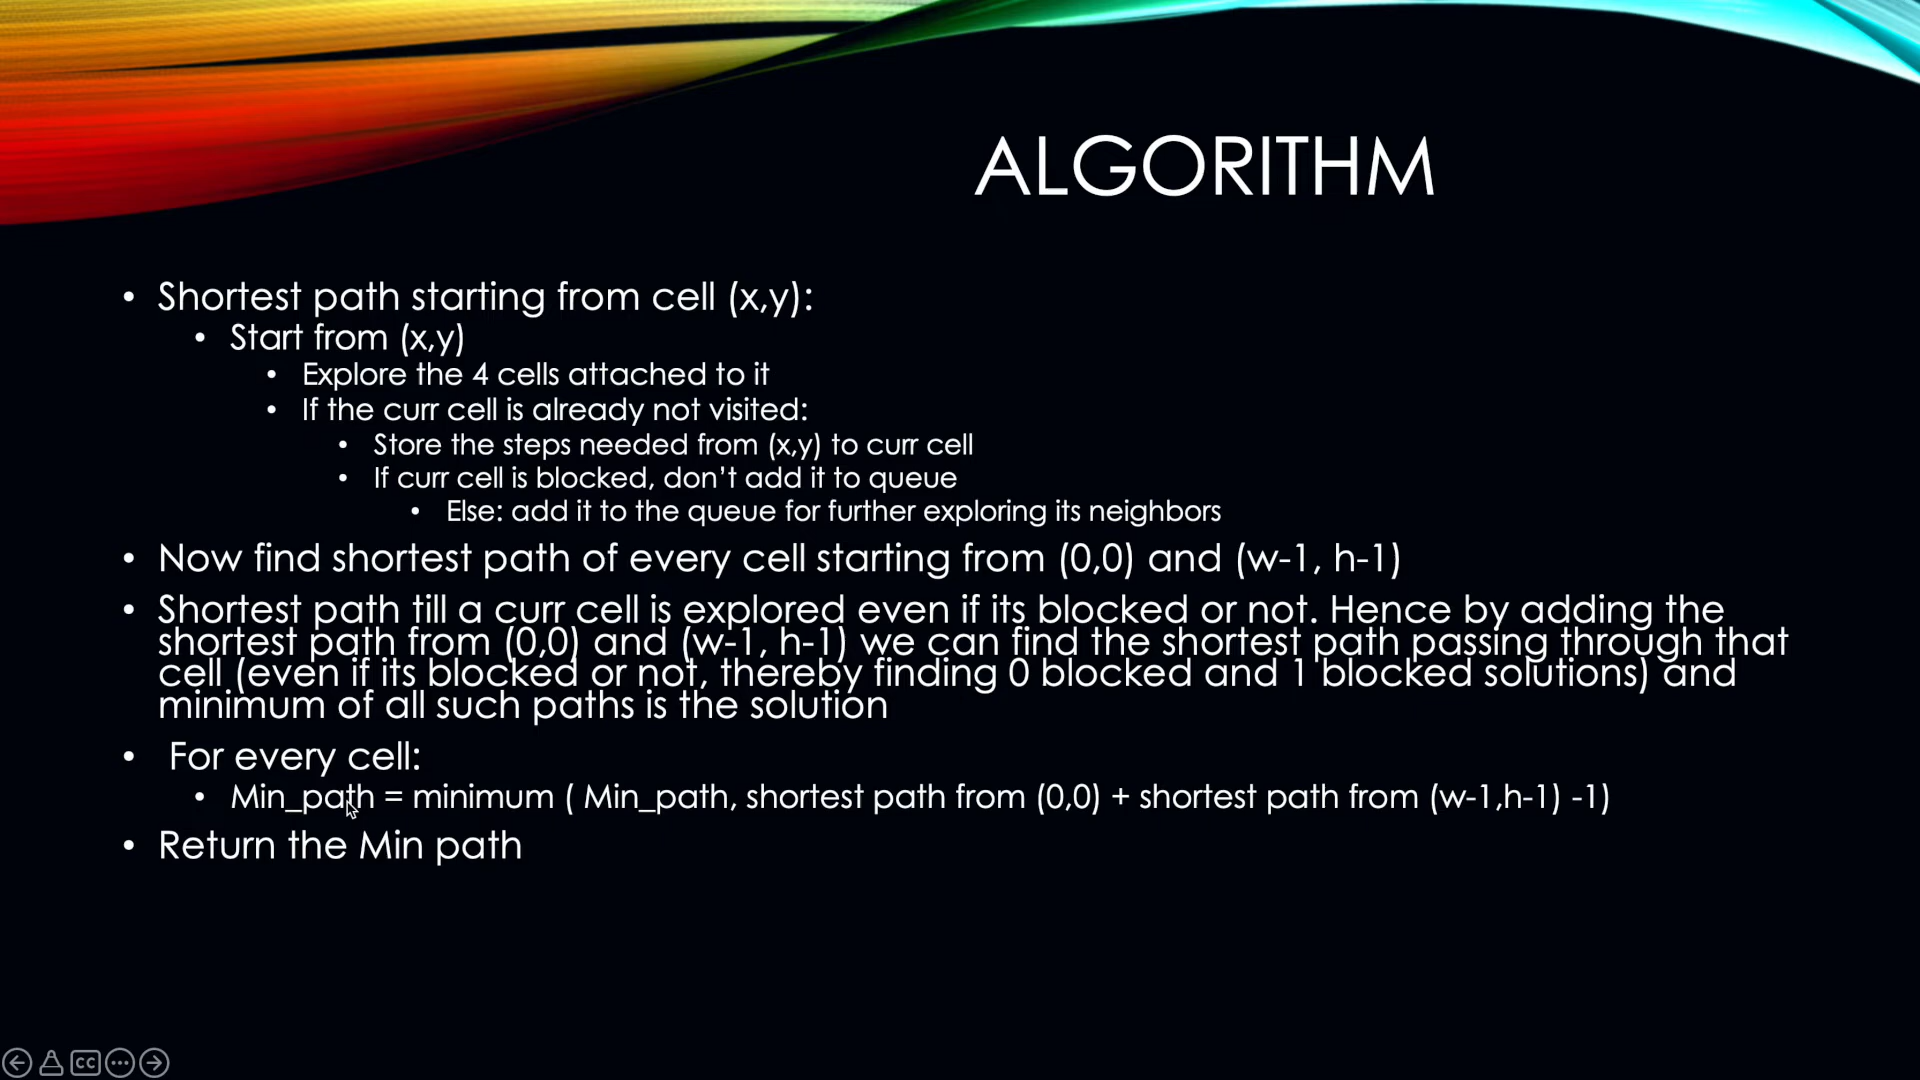 ALGORITHM
• Shortest path starting from cell (x,y):
• Start from (x,y)
• Explore the 4 cells attached to it
• If the curr cell is already not visited:
• Store the steps needed from (x,y) to curr cell
• If curr cell is blocked, don’t add it to queue
• Else: add it to the queue for further exploring its neighbors
• Now find shortest path of every cell starting from (0,0) and (w-1, h-1)
• Shortest path till a curr cell is explored even if its blocked or not. Hence by adding the
shortest path from (0,0) and (w-1, h-1) we can find the shortest path passing through that
cell (even if its blocked or not, thereby finding 0 blocked and 1 blocked solutions) and
minimum of all such paths is the solution
• For every cell:
• Min_path = minimum ( Min_path, shortest path from (0,0) + shortest path from (w-1,h-1) -1)
• Return the Min path
CC